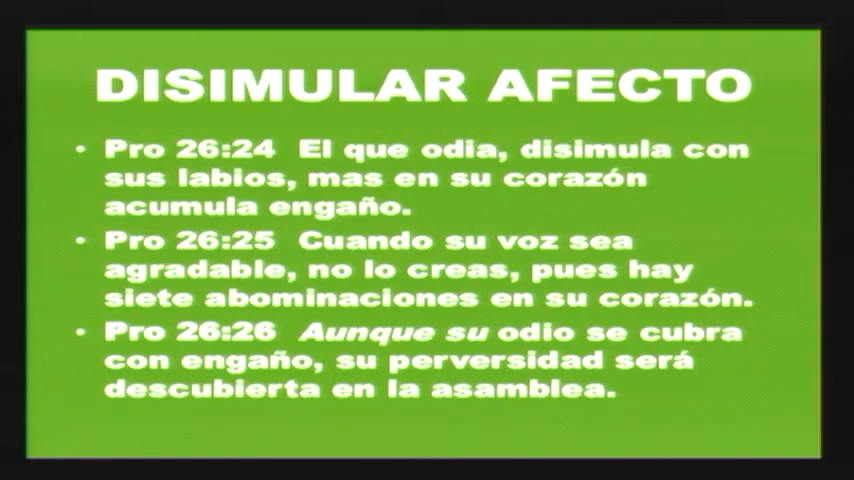 DISIMULAR AFECTO
• Pro 26:24 El que odia, disimula con
sus labios, mas en su corazón
acumula engaño.
• Pro 26:25 Cuando su voz sea
agradable, no lo creas, pues hay
siete abominaciones en su corazón.
• Pro 26:26 Aunque su odio se cubra
con engaño, su perversidad será
descubierta en la asamblea.